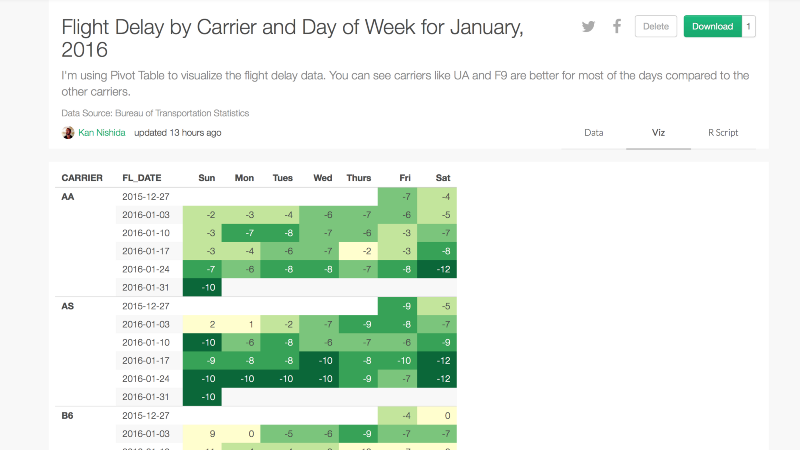 Flight Delay by Carrier and Day of Week for January,
2016
Delete
Download
1
I'm using Pivot Table to visualize the flight delay data. You can see carriers like UA and F9 are better for most of the days compared to the
other carriers.
Data Source: Bureau of Transportation Statistics
Kan Nishida updated 13 hours ago
Data Viz R Script
CARRIER FL_DATE Sun Mon Tues Wed Thurs Fri Sat
AA 2015-12-27 -7 -4
2016-01-03 -2 -3 -4 -6 -7 -6 -5
2016-01-10 -3 -7 -8 -7 -6 -3 -7
2016-01-17 -3 -4 -6 -7 -2 -3 -8
2016-01-24 -7 -6 -8 -8 -7 -8 -12
2016-01-31 -10
AS 2015-12-27 -9 -5
2016-01-03 2 1 -2 -7 -9 -8 -7
2016-01-10 -10 -6 -8 -6 -7 -6 -9
2016-01-17 -9 -8 -8 -10 -8 -10 -12
2016-01-24 -10 -10 -10 -10 -9 -7 -12
2016-01-31 -10
B6 2015-12-27 -4 0
2016-01-03 9 0 -5 -6 -9 -7 -7